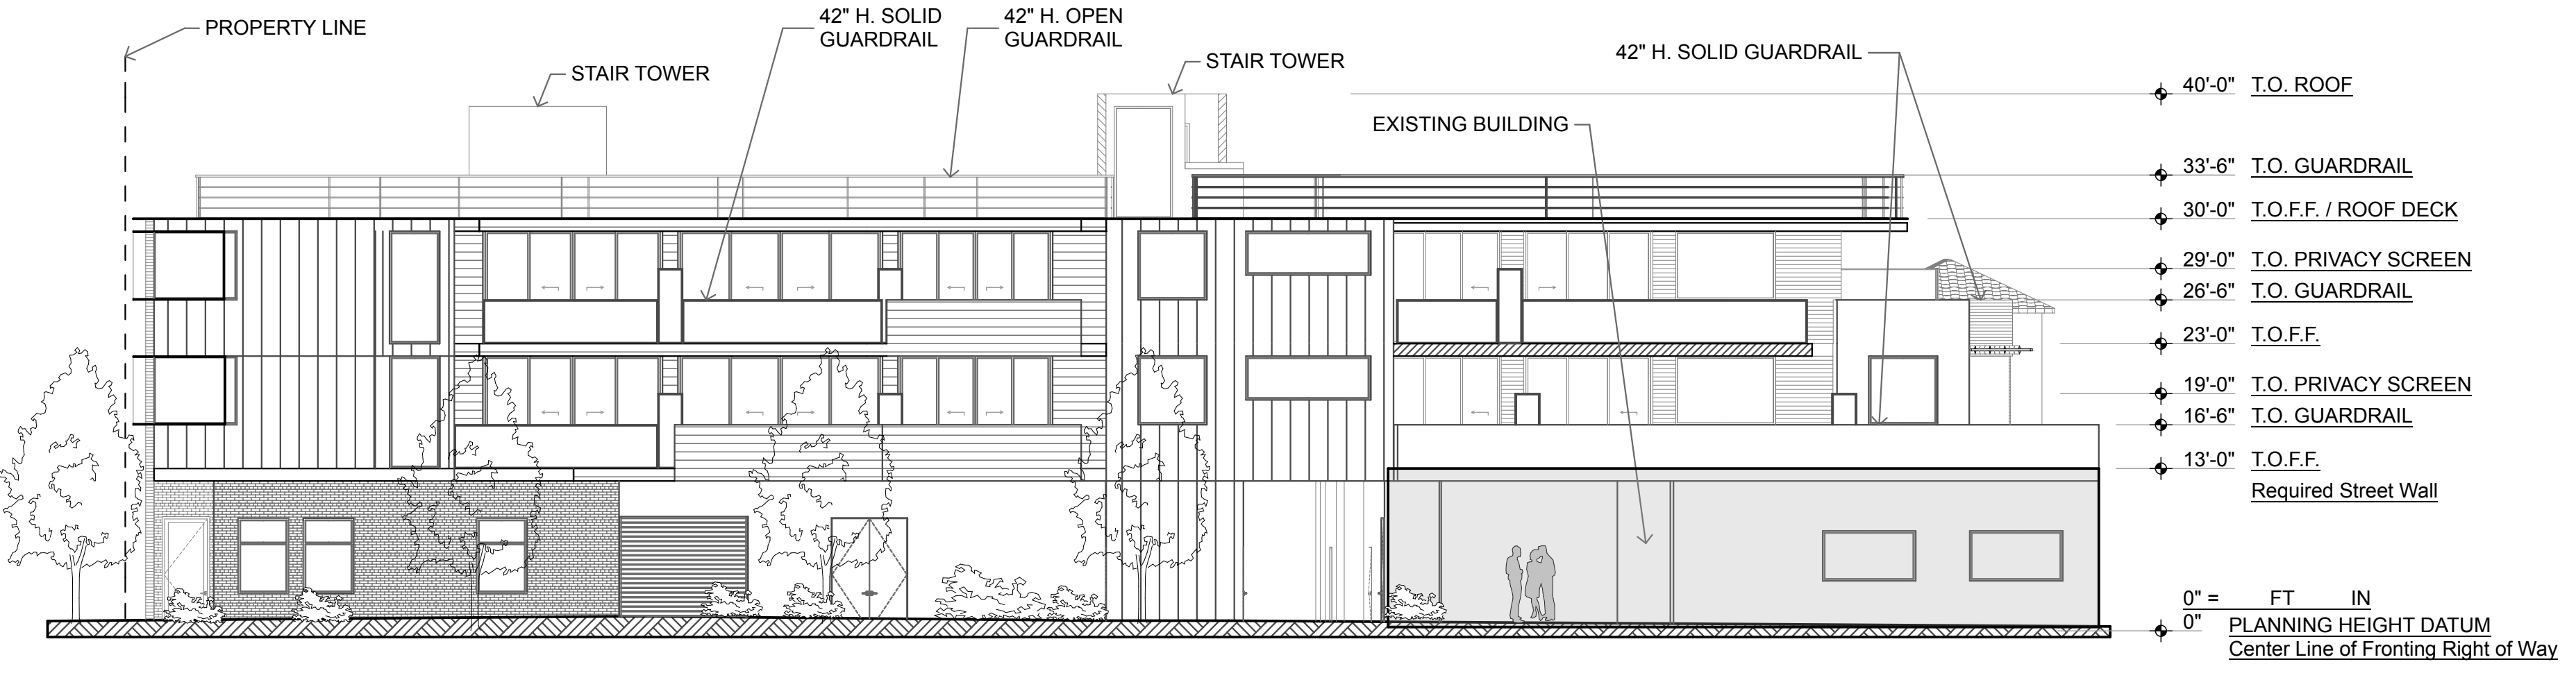 PROPERTY LINE
STAIR TOWER
42" H. SOLID
GUARDRAIL
42" H. OPEN
GUARDRAIL
STAIR TOWER
42" H. SOLID GUARDRAIL
EXISTING BUILDING
40'-0" T.O. ROOF
33'-6" T.O. GUARDRAIL
30'-0" T.O.F.F. / ROOF DECK
29'-0" T.O. PRIVACY SCREEN
26'-6" T.O. GUARDRAIL
23'-0" T.O.F.F.
19'-0" T.O. PRIVACY SCREEN
16'-6" T.O. GUARDRAIL
13'-0" T.O.F.F.
Required Street Wall
0" = FT IN
0" PLANNING HEIGHT DATUM
Center Line of Fronting Right of Way